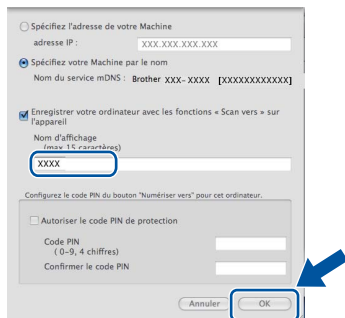 Spécifiez l'adresse de votre Machine
adresse IP : XXX.XXX.XXX.XXX
Spécifiez votre Machine par le nom
Nom du service mDNS : Brother XXX-XXXX [XXXXXXXXXXXX]
Enregistrer votre ordinateur avec les fonctions « Scan vers » sur
l'appareil
Nom d'affichage
(max 15 caractères)
XXXX
Configurez le code PIN du bouton "Numériser vers" pour cet ordinateur.
Autoriser le code PIN de protection
Code PIN
( 0-9, 4 chiffres)
Confirmer le code PIN
Annuler OK